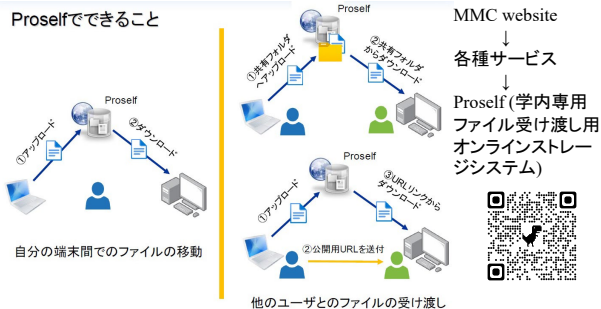 Proselfでできること
Proself
①アップロード
②ダウンロード
自分の端末間でのファイルの移動
Proself
①共有フォルダ
へアップロード
②共有フォルダ
からダウンロード
Proself
①アップロード
③URLリンクから
ダウンロード
②公開用URLを送付
他のユーザとのファイルの受け渡し
MMC website
↓
各種サービス
↓
Proself (学内専用
ファイル受け渡し用
オンラインストレー
ジシステム)